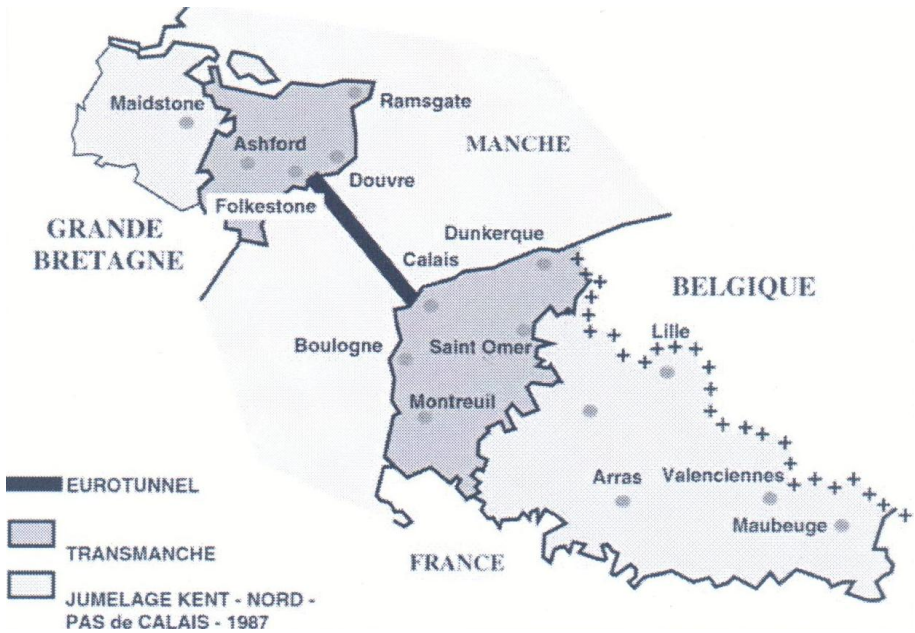 Maidstone
Ramsgate
Ashford
MANCHE
Douvre
Folkestone
GRANDE
BRETAGNE
Dunkerque
Calais
BELGIQUE
Lille
Boulogne
Saint Omer
Montreuil
Arras
Valenciennes
Maubeuge
EUROTUNNEL
TRANSMANCHE
FRANCE
JUMELAGE KENT - NORD -
PAS de CALAIS - 1987